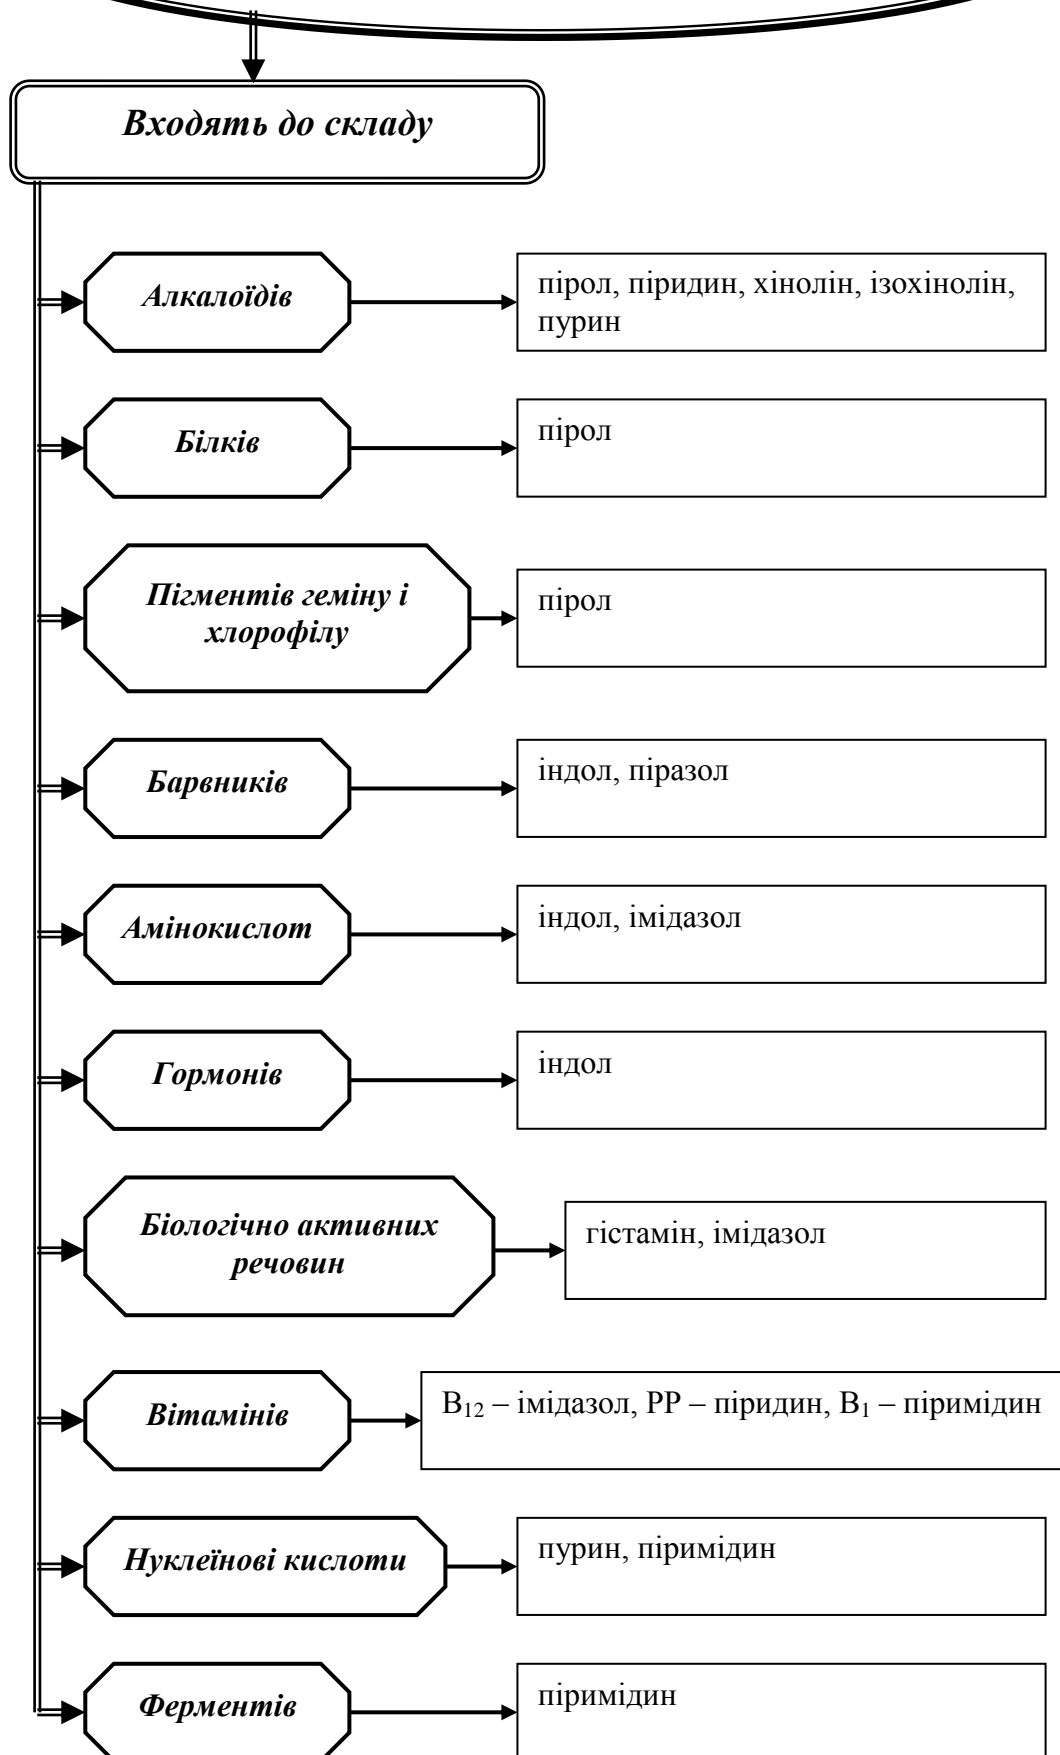 Входять до складу
Алкалоїдів
пірол, піридин, хінолін, ізохінолін,
пурин
Білків
пірол
Пігментів геміну і
хлорофілу
пірол
Барвників
індол, піразол
Амінокислот
індол, імідазол
Гормонів
індол
Біологічно активних
речовин
гістамін, імідазол
Вітамінів
B₁₂ – імідазол, PP – піридин, B₁ – піримідин
Нуклеїнові кислоти
пурин, піримідин
Ферментів
піримідин